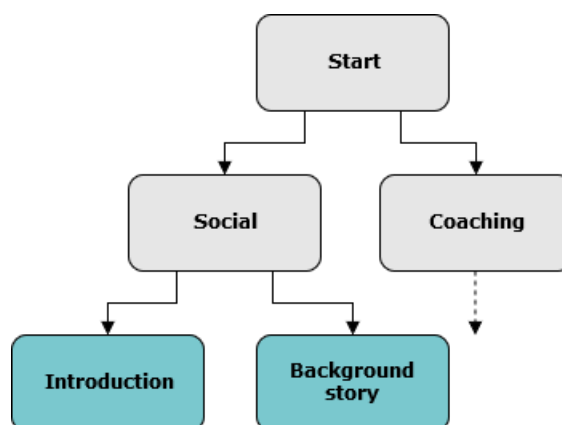 Start
Social
Coaching
Introduction
Background
story